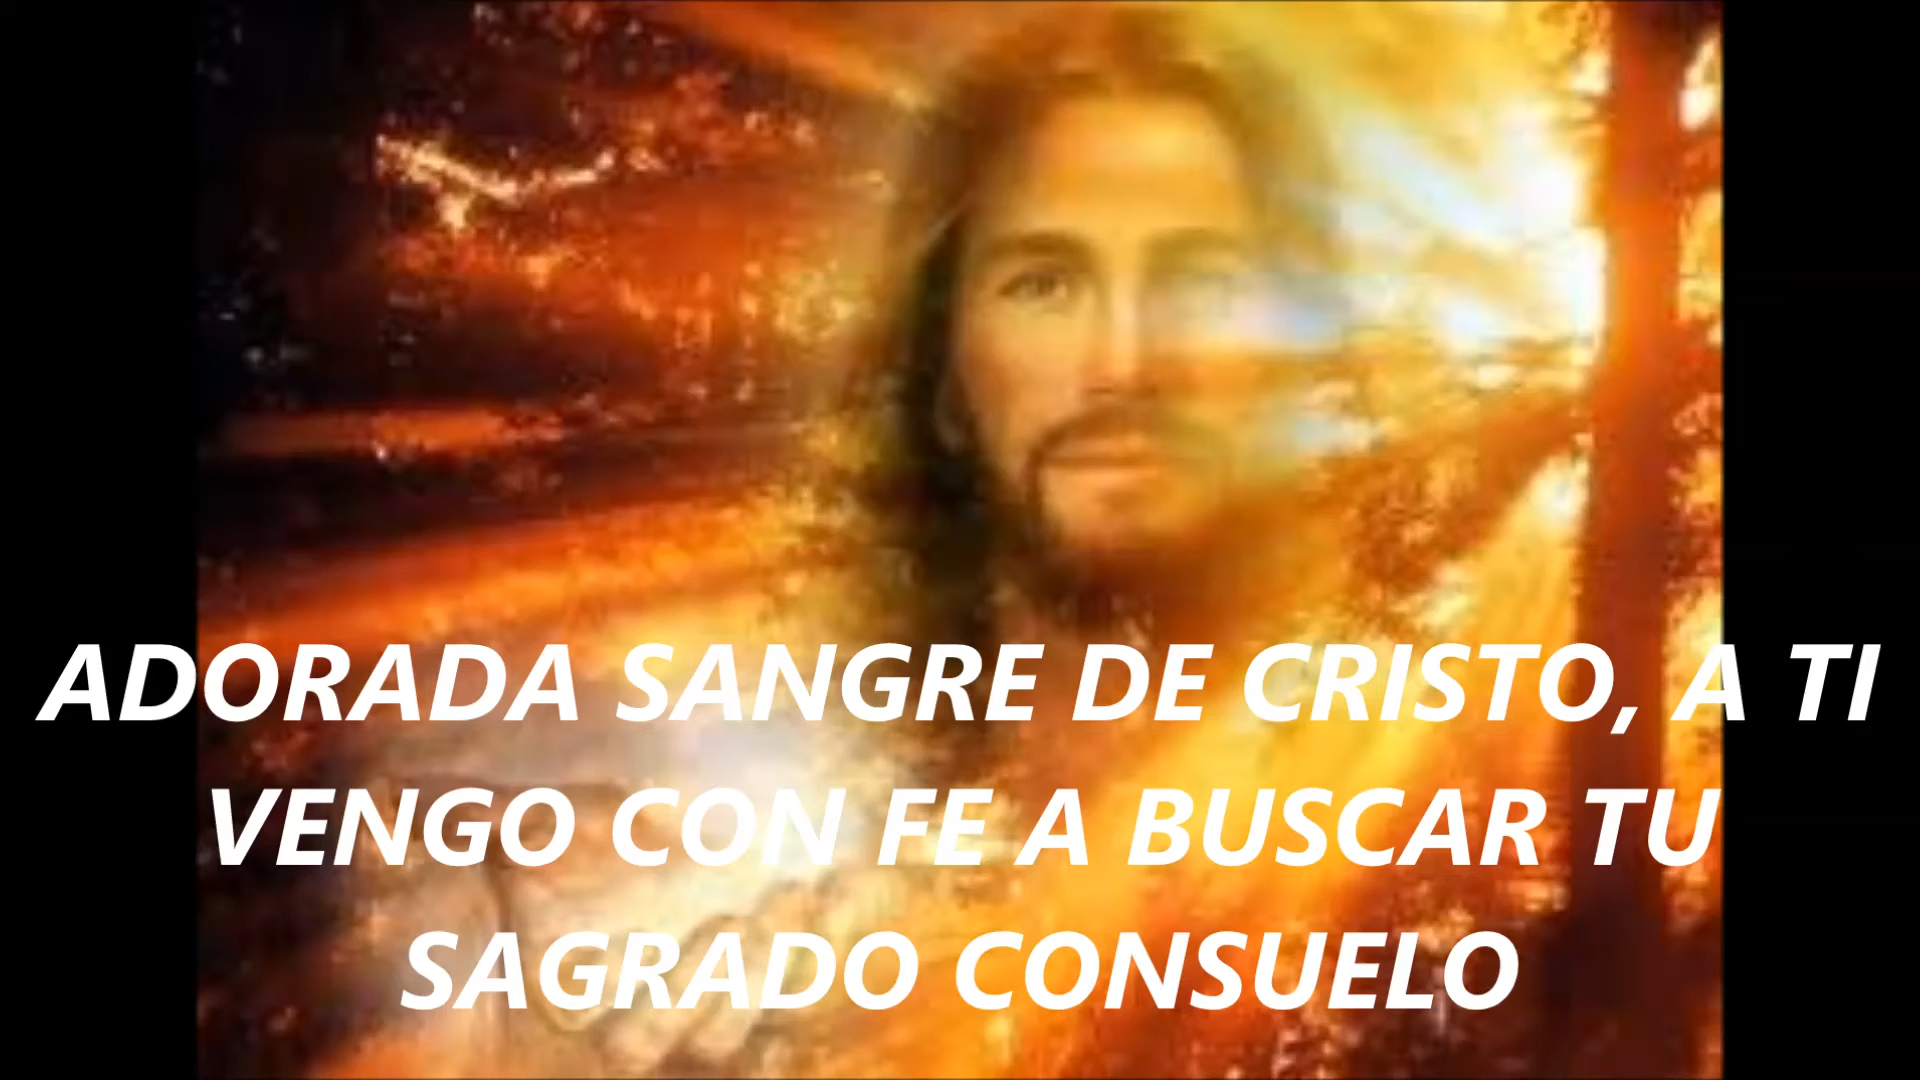 ADORADA SANGRE DE CRISTO, A TI
VENGO CON FE A BUSCAR TU
SAGRADO CONSUELO